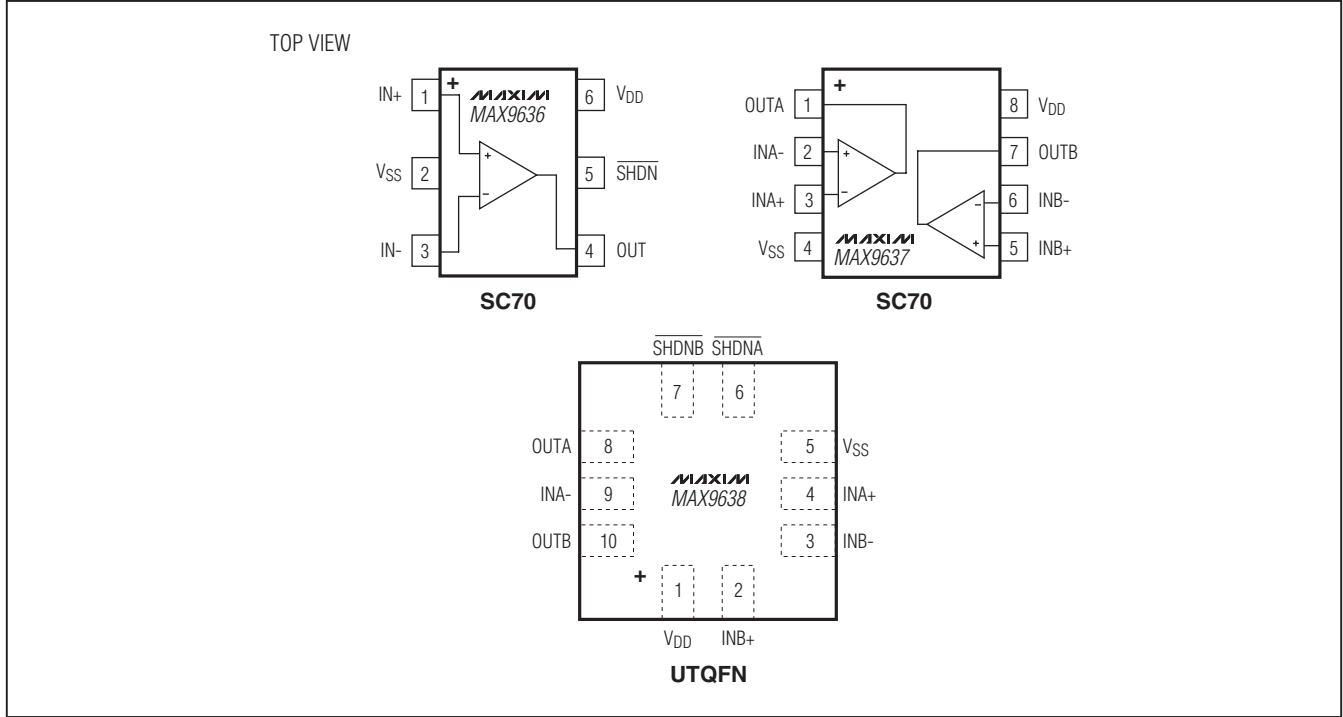 TOP VIEW
IN+ 1 + MAXIM 6 VDD
MAX9636
+
VSS 2 5 SHDN
−
IN- 3 4 OUT
SC70
+
OUTA 1 8 VDD
INA- 2 + 7 OUTB
INA+ 3 − − 6 INB-
VSS 4 MAXIM + 5 INB+
MAX9637
SC70
SHDNB SHDNA
7 6
OUTA 8 5 VSS
MAXIM
INA- 9 MAX9638 4 INA+
OUTB 10 3 INB-
+
1 2
VDD INB+
UTQFN